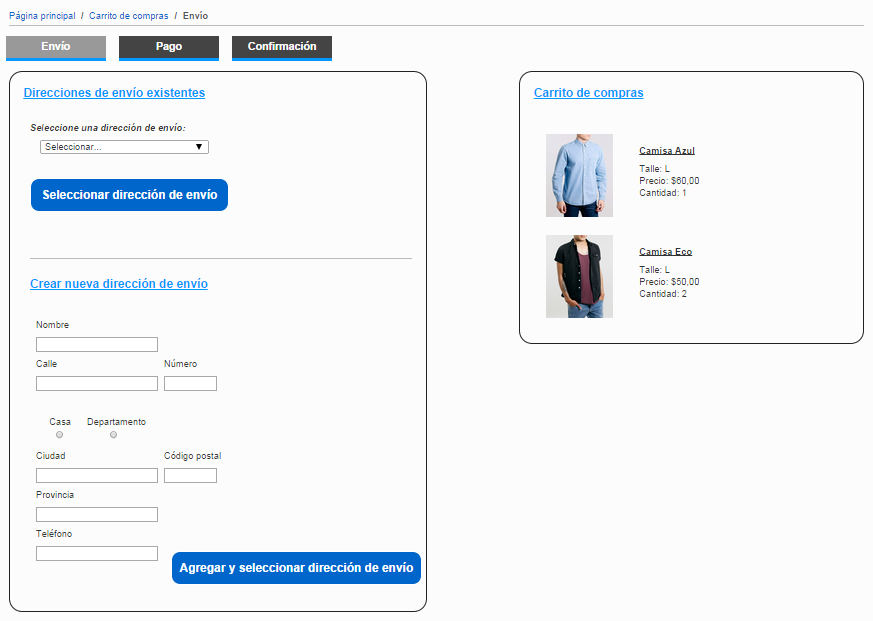 Página principal / Carrito de compras / Envío
Envío Pago Confirmación
Direcciones de envío existentes
Seleccione una dirección de envío:
Seleccionar... ▼
Seleccionar dirección de envío
Crear nueva dirección de envío
Nombre
Calle Número
Casa Departamento
Ciudad Código postal
Provincia
Teléfono
Agregar y seleccionar dirección de envío
Carrito de compras
Camisa Azul
Talle: L
Precio: $60,00
Cantidad: 1
Camisa Eco
Talle: L
Precio: $50,00
Cantidad: 2